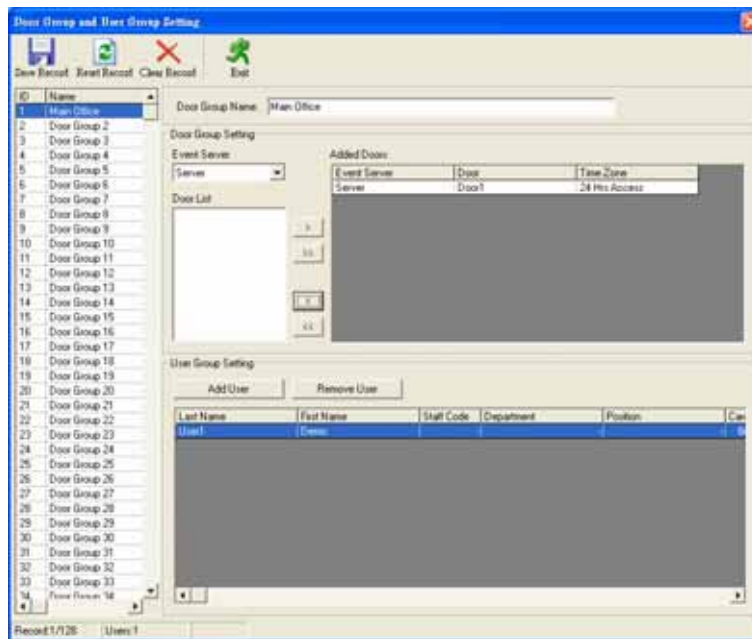 Door Group and User Group Setting
Save Record Reset Record Clear Record Exit
ID Name
1 Main Office
2 Door Group 2
3 Door Group 3
4 Door Group 4
5 Door Group 5
6 Door Group 6
7 Door Group 7
8 Door Group 8
9 Door Group 9
10 Door Group 10
11 Door Group 11
12 Door Group 12
13 Door Group 13
14 Door Group 14
15 Door Group 15
16 Door Group 16
17 Door Group 17
18 Door Group 18
19 Door Group 19
20 Door Group 20
21 Door Group 21
22 Door Group 22
23 Door Group 23
24 Door Group 24
25 Door Group 25
26 Door Group 26
27 Door Group 27
28 Door Group 28
29 Door Group 29
30 Door Group 30
31 Door Group 31
32 Door Group 32
33 Door Group 33
34 Door Group 34
Door Group Name Main Office
Door Group Setting
Event Server
Server
Door List
>
>>
<
<<
Added Doors
Event Server Door Time Zone
Server Door1 24 Hrs Access
User Group Setting
Add User Remove User
Last Name First Name Staff Code Department Position
User1 Demo - -
Record:1/128 Users:1